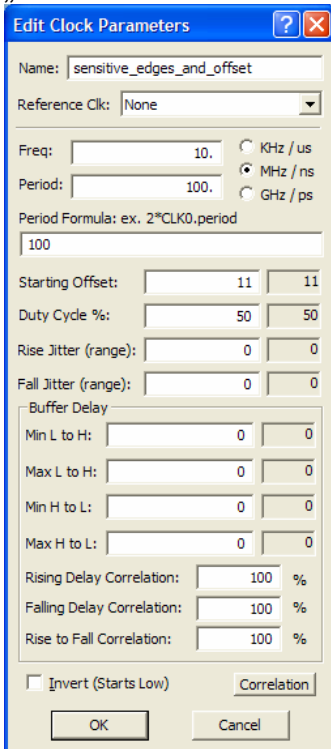 Edit Clock Parameters
Name: sensitive_edges_and_offset
Reference Clk: None
Freq: 10. KHz / us
MHz / ns
Period: 100. GHz / ps
Period Formula: ex. 2*CLK0.period
100
Starting Offset: 11 11
Duty Cycle %: 50 50
Rise Jitter (range): 0 0
Fall Jitter (range): 0 0
Buffer Delay
Min L to H: 0 0
Max L to H: 0 0
Min H to L: 0 0
Max H to L: 0 0
Rising Delay Correlation: 100 %
Falling Delay Correlation: 100 %
Rise to Fall Correlation: 100 %
Invert (Starts Low) Correlation
OK Cancel